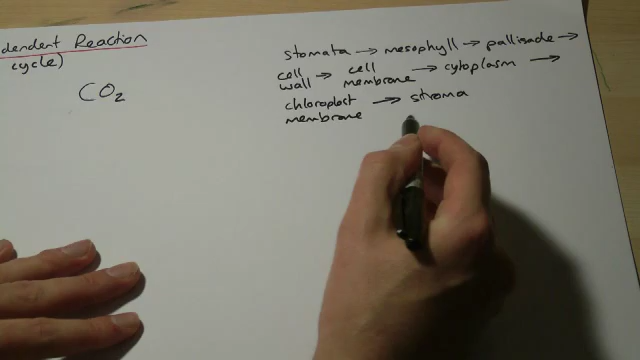 dendent Reaction
cycle)
CO2
stomata → mesophyll → pallisade →
cell wall → cell membrane → cytoplasm →
chloroplast membrane → stroma